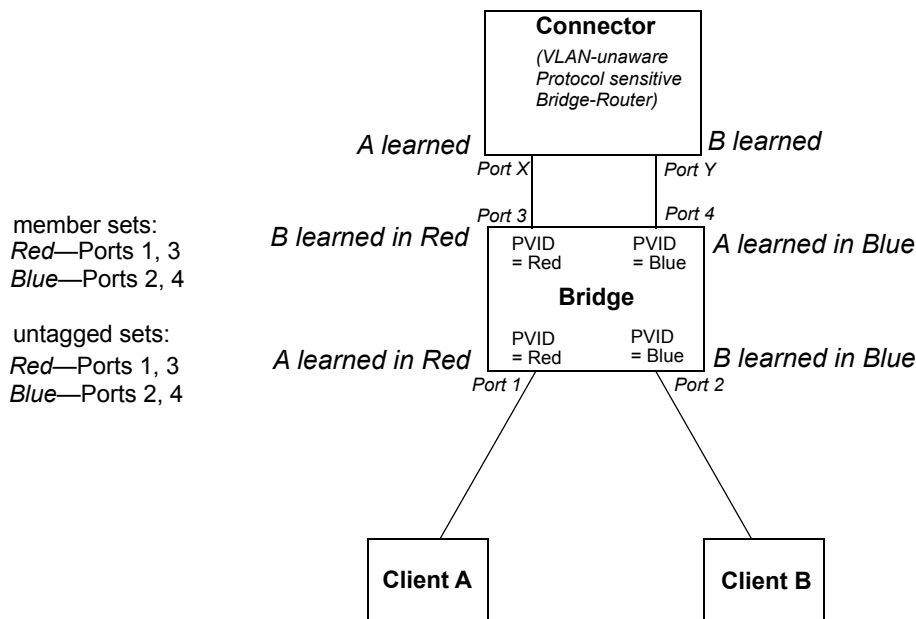 Connector
(VLAN-unaware
Protocol sensitive
Bridge-Router)
A learned
B learned
Port X
Port Y
member sets:
Red—Ports 1, 3
Blue—Ports 2, 4
Port 3
Port 4
B learned in Red
PVID
= Red
PVID
= Blue
A learned in Blue
Bridge
untagged sets:
Red—Ports 1, 3
Blue—Ports 2, 4
A learned in Red
PVID
= Red
PVID
= Blue
B learned in Blue
Port 1
Port 2
Client A
Client B